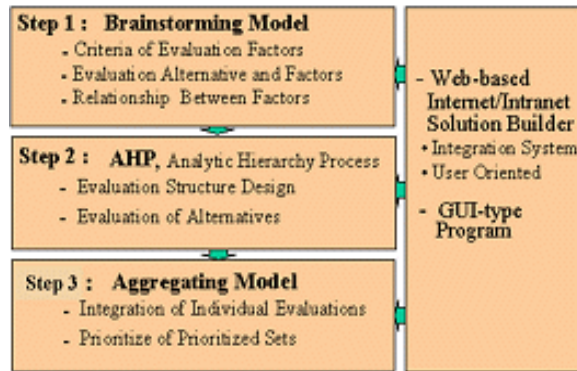 Step 1 : Brainstorming Model
- Criteria of Evaluation Factors
- Evaluation Alternative and Factors
- Relationship Between Factors
Step 2 : AHP, Analytic Hierarchy Process
- Evaluation Structure Design
- Evaluation of Alternatives
Step 3 : Aggregating Model
- Integration of Individual Evaluations
- Prioritize of Prioritized Sets
- Web-based
Internet/Intranet
Solution Builder
• Integration System
• User Oriented
- GUI-type
Program